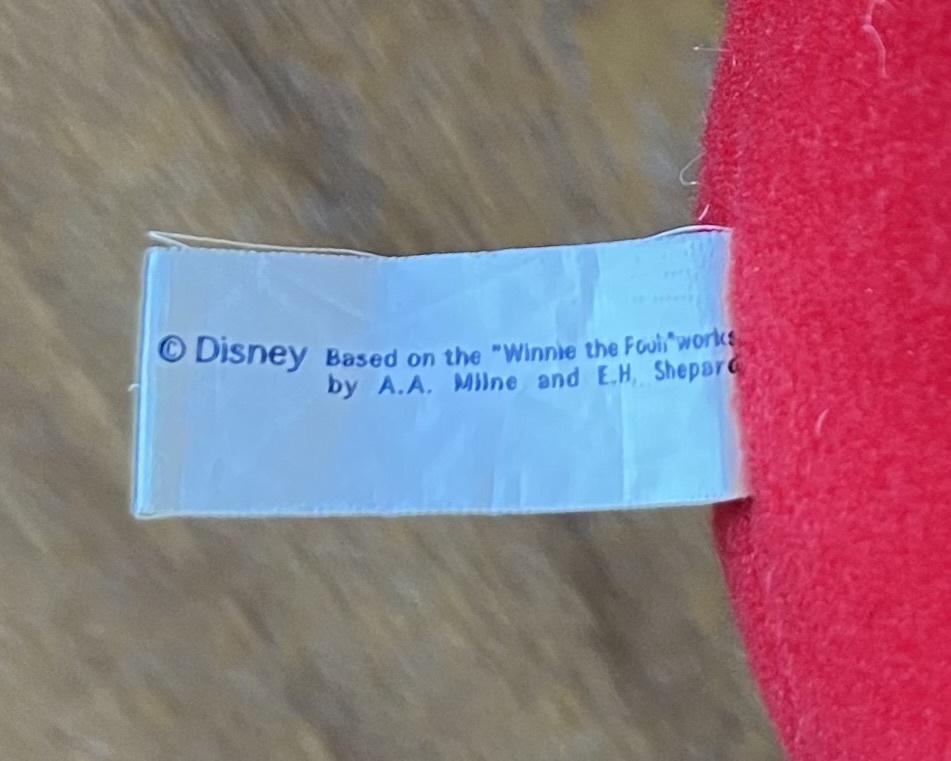 © Disney Based on the "Winnie the Pooh" works
by A.A. Milne and E.H. Shepard